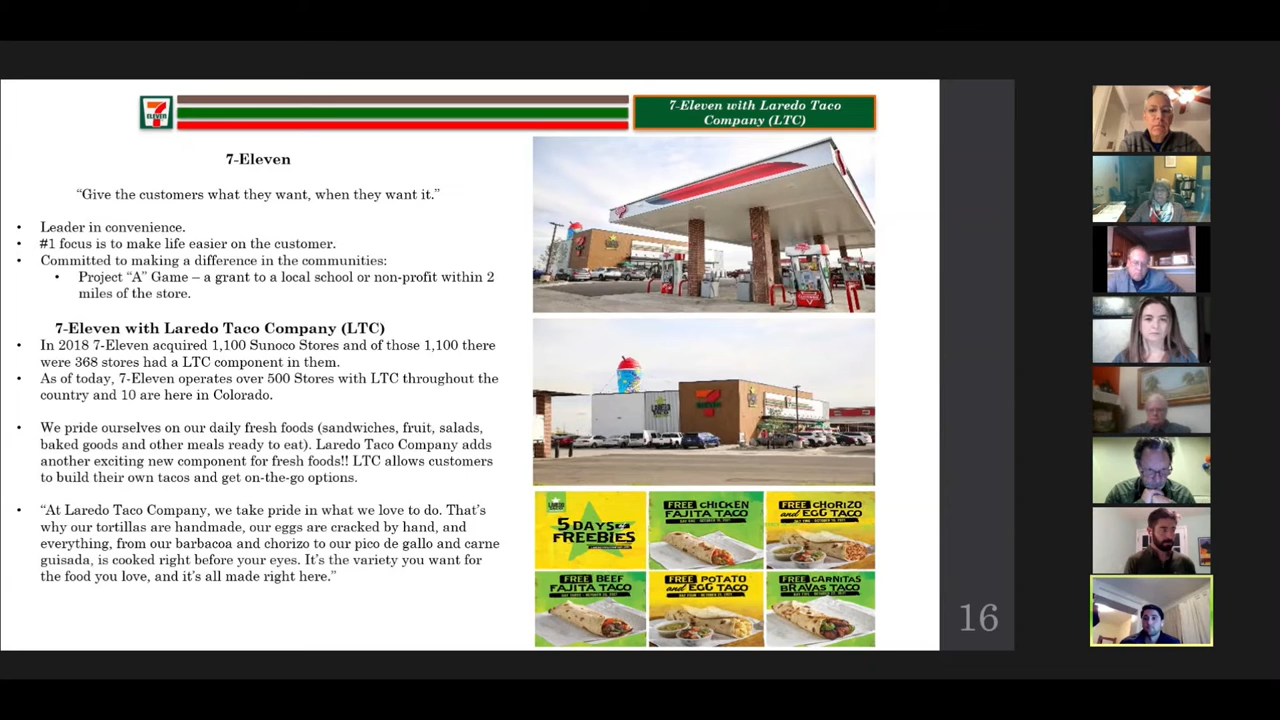 7
ELEVEN
7-Eleven with Laredo Taco
Company (LTC)
7-Eleven
“Give the customers what they want, when they want it.”
• Leader in convenience.
• #1 focus is to make life easier on the customer.
• Committed to making a difference in the communities:
• Project “A” Game – a grant to a local school or non-profit within 2
miles of the store.
7-Eleven with Laredo Taco Company (LTC)
• In 2018 7-Eleven acquired 1,100 Sunoco Stores and of those 1,100 there
were 368 stores had a LTC component in them.
• As of today, 7-Eleven operates over 500 Stores with LTC throughout the
country and 10 are here in Colorado.
• We pride ourselves on our daily fresh foods (sandwiches, fruit, salads,
baked goods and other meals ready to eat). Laredo Taco Company adds
another exciting new component for fresh foods!! LTC allows customers
to build their own tacos and get on-the-go options.
• “At Laredo Taco Company, we take pride in what we love to do. That’s
why our tortillas are handmade, our eggs are cracked by hand, and
everything, from our barbacoa and chorizo to our pico de gallo and carne
guisada, is cooked right before your eyes. It’s the variety you want for
the food you love, and it’s all made right here.”
5 DAYS of
FREEBIES
FREE CHICKEN
FAJITA TACO
FREE CHORIZO
and EGG TACO
FREE BEEF
FAJITA TACO
FREE POTATO
and EGG TACO
FREE CARNITAS
BRAVAS TACO
16